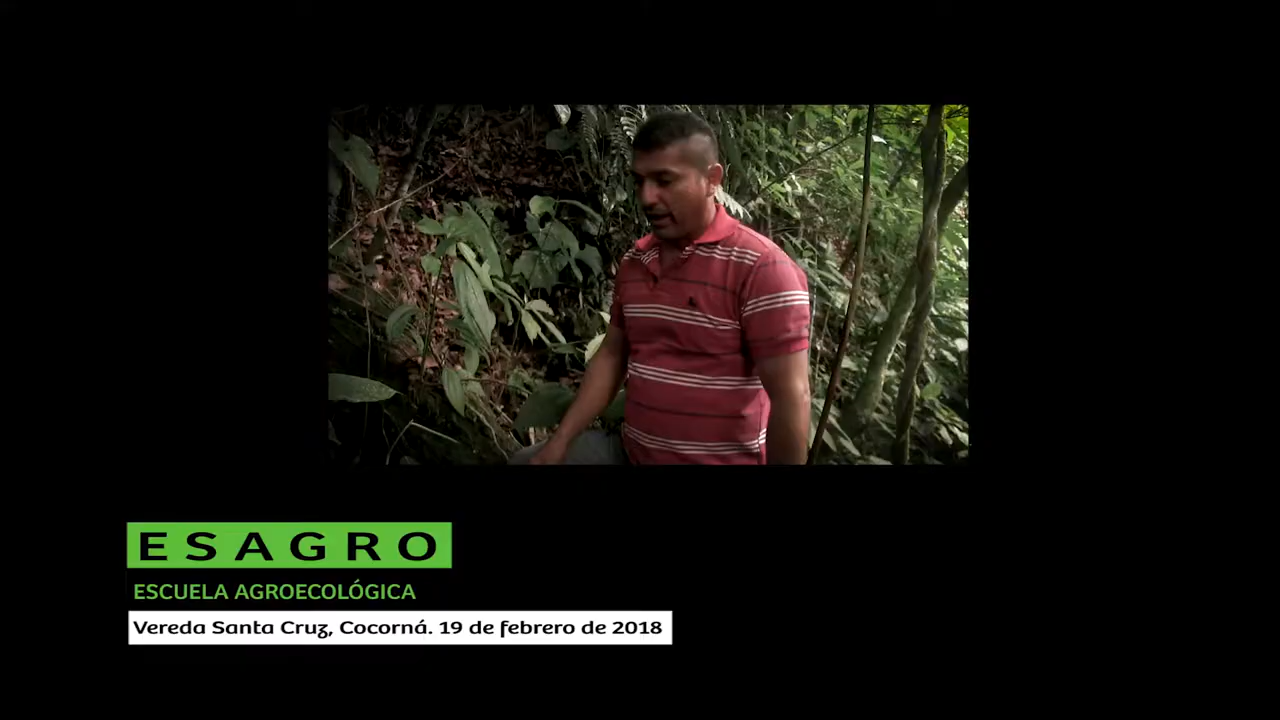 ESAGRO
ESCUELA AGROECOLÓGICA
Vereda Santa Cruz, Cocorná. 19 de febrero de 2018